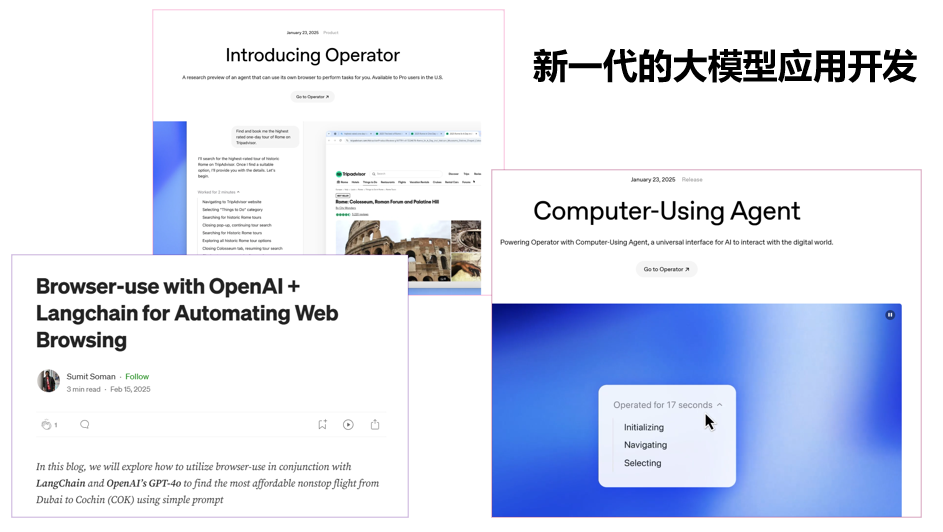 新一代的大模型应用开发
January 23, 2025 Product
Introducing Operator
A research preview of an agent that can use its own browser to perform tasks for you. Available to Pro users in the U.S.
Go to Operator ↗
Find and book me the highest
rated one-day tour of Rome on
Tripadvisor.
I'll search for the highest-rated tour of historic
Rome on TripAdvisor. Once I find a suitable
option, I'll provide you with the details. Let's
begin.
Worked for 2 minutes
Navigating to Tripadvisor website
Selecting "Things to Do" category
Searching for historic Rome tours
Closing pop-up, continuing tour search
Searching for historic Rome tours
Exploring all historic Rome tour options
Closing Colosseum tab, resuming tour search
Tripadvisor
Search
Rome: Colosseum, Roman Forum and Palatine Hill
January 23, 2025 Release
Computer-Using Agent
Powering Operator with Computer-Using Agent, a universal interface for AI to interact with the digital world.
Go to Operator ↗
Operated for 17 seconds
Initializing
Navigating
Selecting
Browser-use with OpenAI +
Langchain for Automating Web
Browsing
Sumit Soman · Follow
3 min read · Feb 15, 2025
1
In this blog, we will explore how to utilize browser-use in conjunction with
LangChain and OpenAI's GPT-4o to find the most affordable nonstop flight from
Dubai to Cochin (COK) using simple prompt